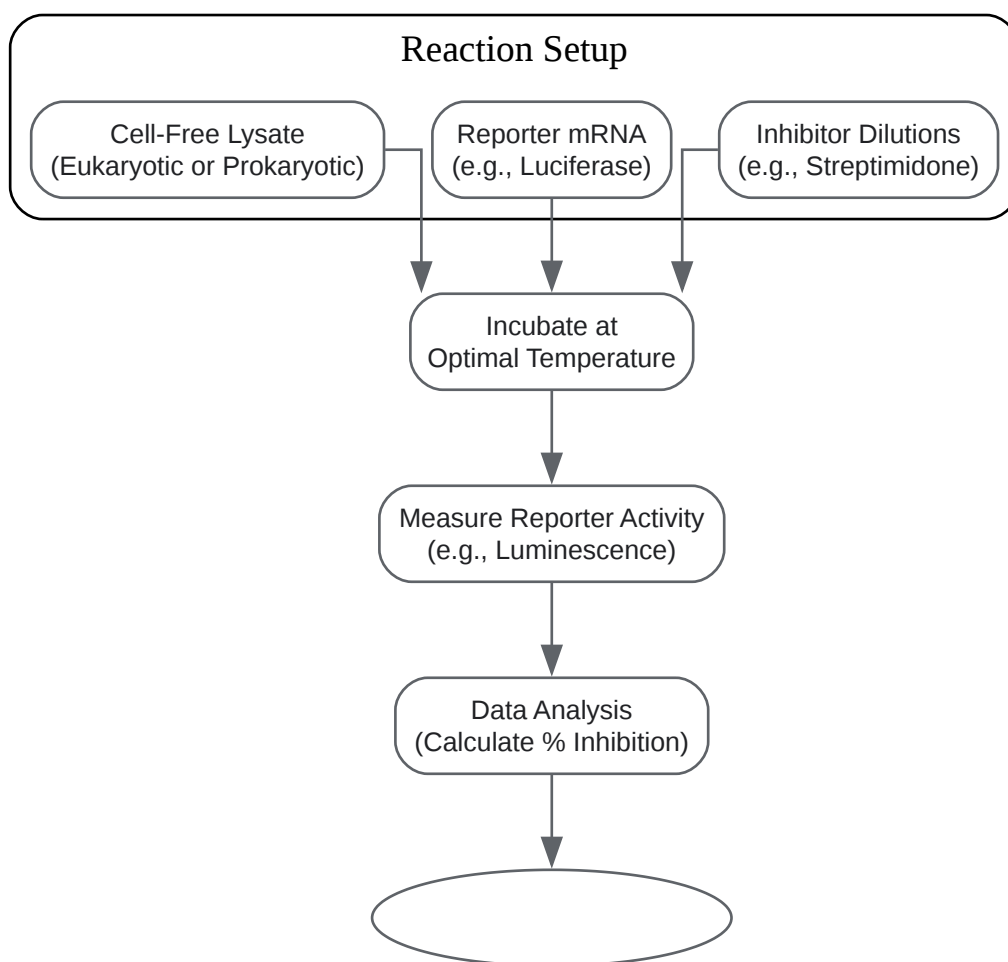 Reaction Setup
Cell-Free Lysate
(Eukaryotic or Prokaryotic)
Reporter mRNA
(e.g., Luciferase)
Inhibitor Dilutions
(e.g., Streptimidone)
Incubate at
Optimal Temperature
Measure Reporter Activity
(e.g., Luminescence)
Data Analysis
(Calculate % Inhibition)